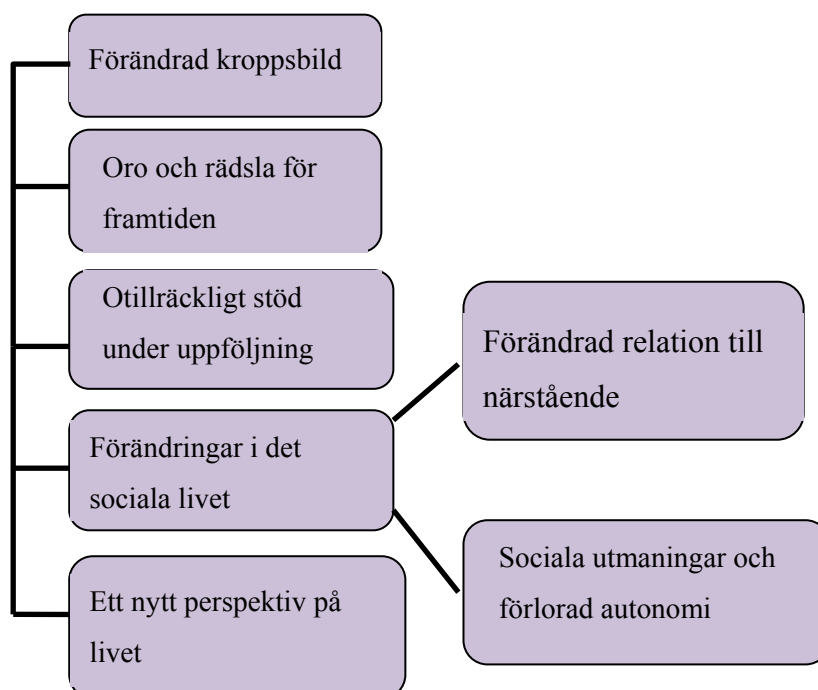 Förändrad kroppsbild
Oro och rädsla för
framtiden
Otillräckligt stöd
under uppföljning
Förändringar i det
sociala livet
Ett nytt perspektiv på
livet
Förändrad relation till
närstående
Sociala utmaningar och
förlorad autonomi